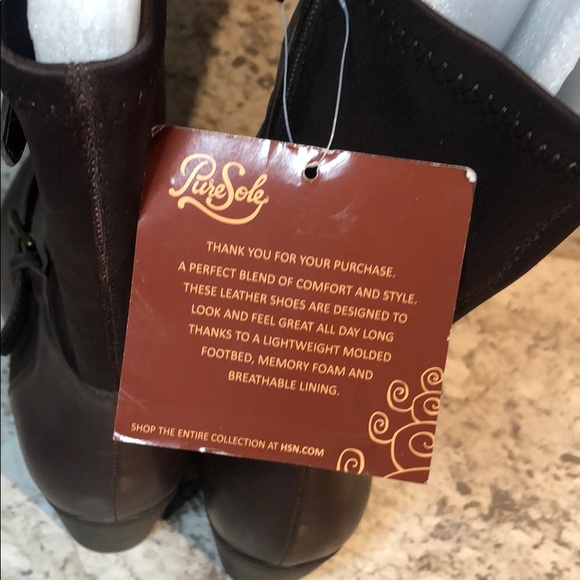 PureSole
THANK YOU FOR YOUR PURCHASE.
A PERFECT BLEND OF COMFORT AND STYLE.
THESE LEATHER SHOES ARE DESIGNED TO
LOOK AND FEEL GREAT ALL DAY LONG
THANKS TO A LIGHTWEIGHT MOLDED
FOOTBED, MEMORY FOAM AND
BREATHABLE LINING.
SHOP THE ENTIRE COLLECTION AT HSN.COM